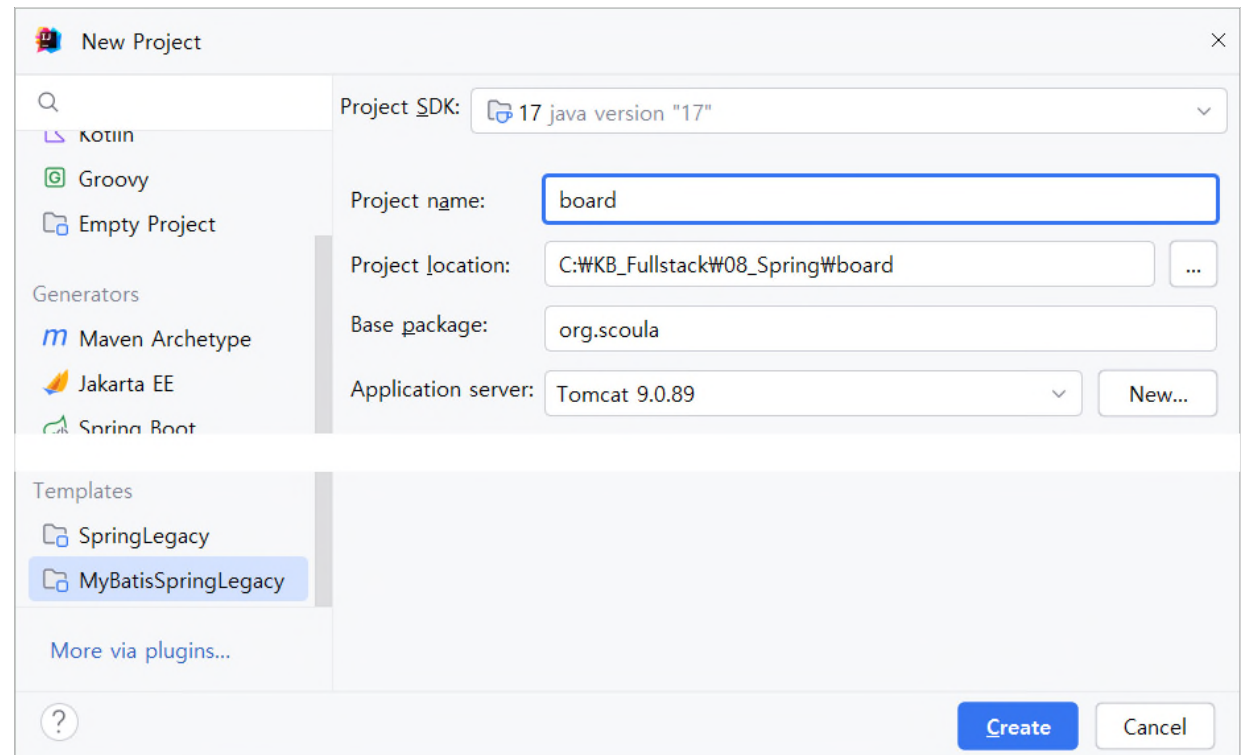 New Project
Project SDK: 17 java version "17"
Kotlin
Groovy
Empty Project
Generators
Maven Archetype
Jakarta EE
Spring Boot
Project name: board
Project location: C:₩KB_Fullstack₩08_Spring₩board ...
Base package: org.scoula
Application server: Tomcat 9.0.89 New...
Templates
SpringLegacy
MyBatisSpringLegacy
More via plugins...
?
Create Cancel